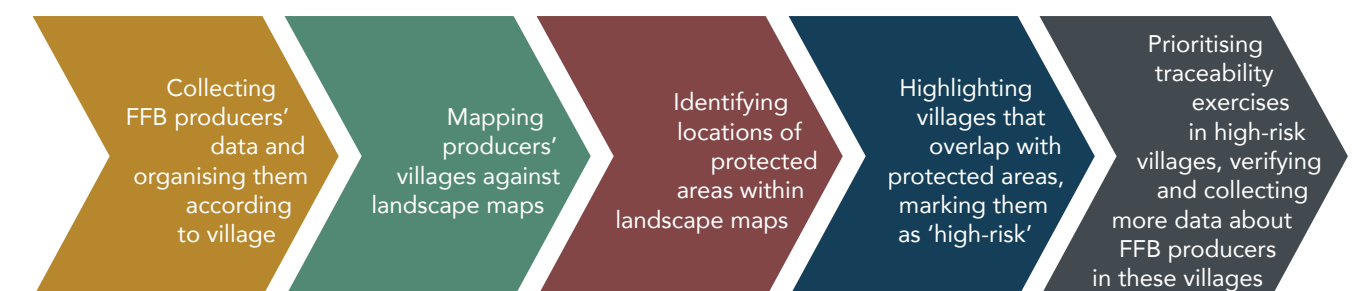 Collecting
FFB producers’
data and
organising them
according
to village
Mapping
producers’
villages against
landscape maps
Identifying
locations of
protected
areas within
landscape maps
Highlighting
villages that
overlap with
protected areas,
marking them
as ‘high-risk’
Prioritising
traceability
exercises
in high-risk
villages, verifying
and collecting
more data about
FFB producers
in these villages